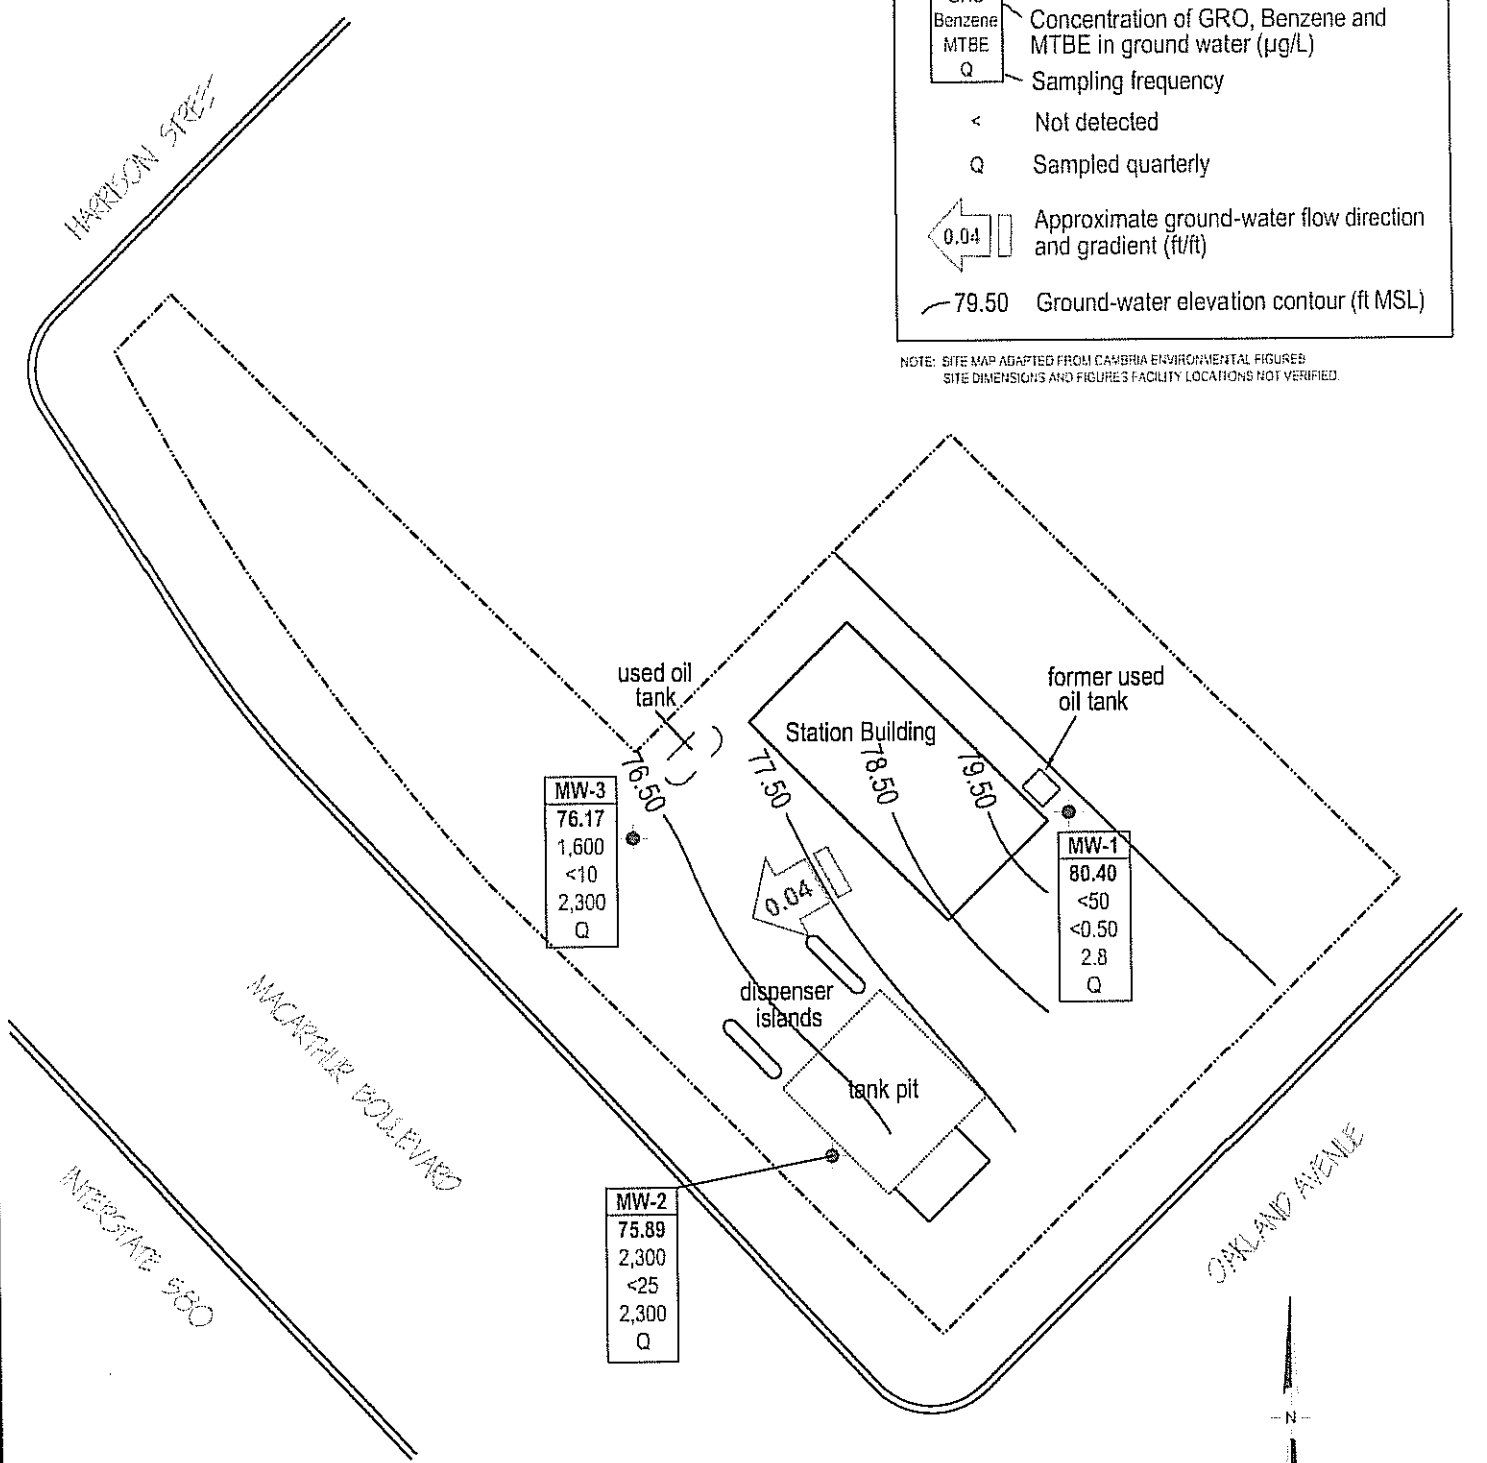 Benzene
MTBE
Q
Concentration of GRO, Benzene and
MTBE in ground water (µg/L)
Sampling frequency
< Not detected
Q Sampled quarterly
0.04 Approximate ground-water flow direction
and gradient (ft/ft)
79.50 Ground-water elevation contour (ft MSL)
NOTE: SITE MAP ADAPTED FROM CAMBRIA ENVIRONMENTAL FIGURES
SITE DIMENSIONS AND FIGURES FACILITY LOCATIONS NOT VERIFIED.
HARRISON STREE
used oil
tank
former used
oil tank
Station Building
76.50
77.50
78.50
79.50
MW-3
76.17
1,600
<10
2,300
Q
0.04
MW-1
80.40
<50
<0.50
2.8
Q
dispenser
islands
tank pit
MACARTHUR BOULEVARD
INTERSTATE 580
MW-2
75.89
2,300
<25
2,300
Q
OAKLAND AVENUE
N